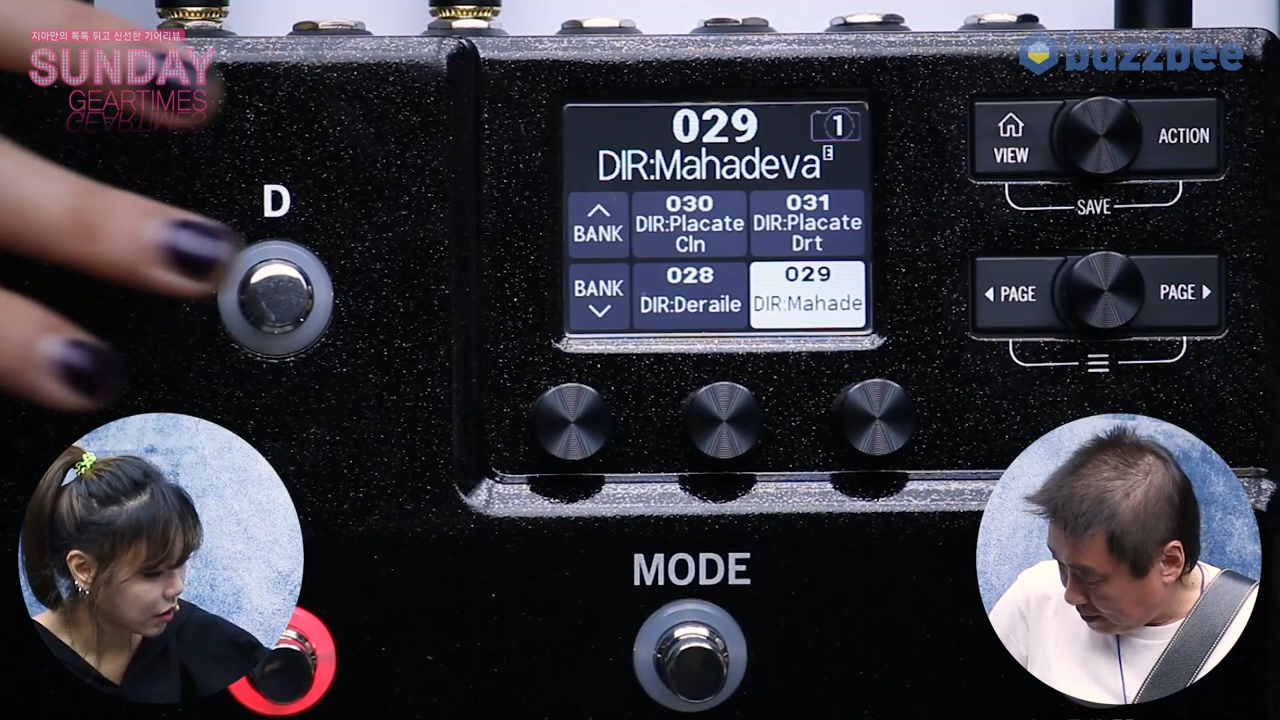 지아만의 톡톡 튀고 신선한 기어리뷰
SUNDAY
GEARTIMES
buzzbee
029
1
DIR:Mahadeva
E
BANK
030
DIR:Placate
Cln
031
DIR:Placate
Drt
BANK
028
DIR:Deraile
029
DIR:Mahade
VIEW
ACTION
SAVE
PAGE
PAGE
D
MODE